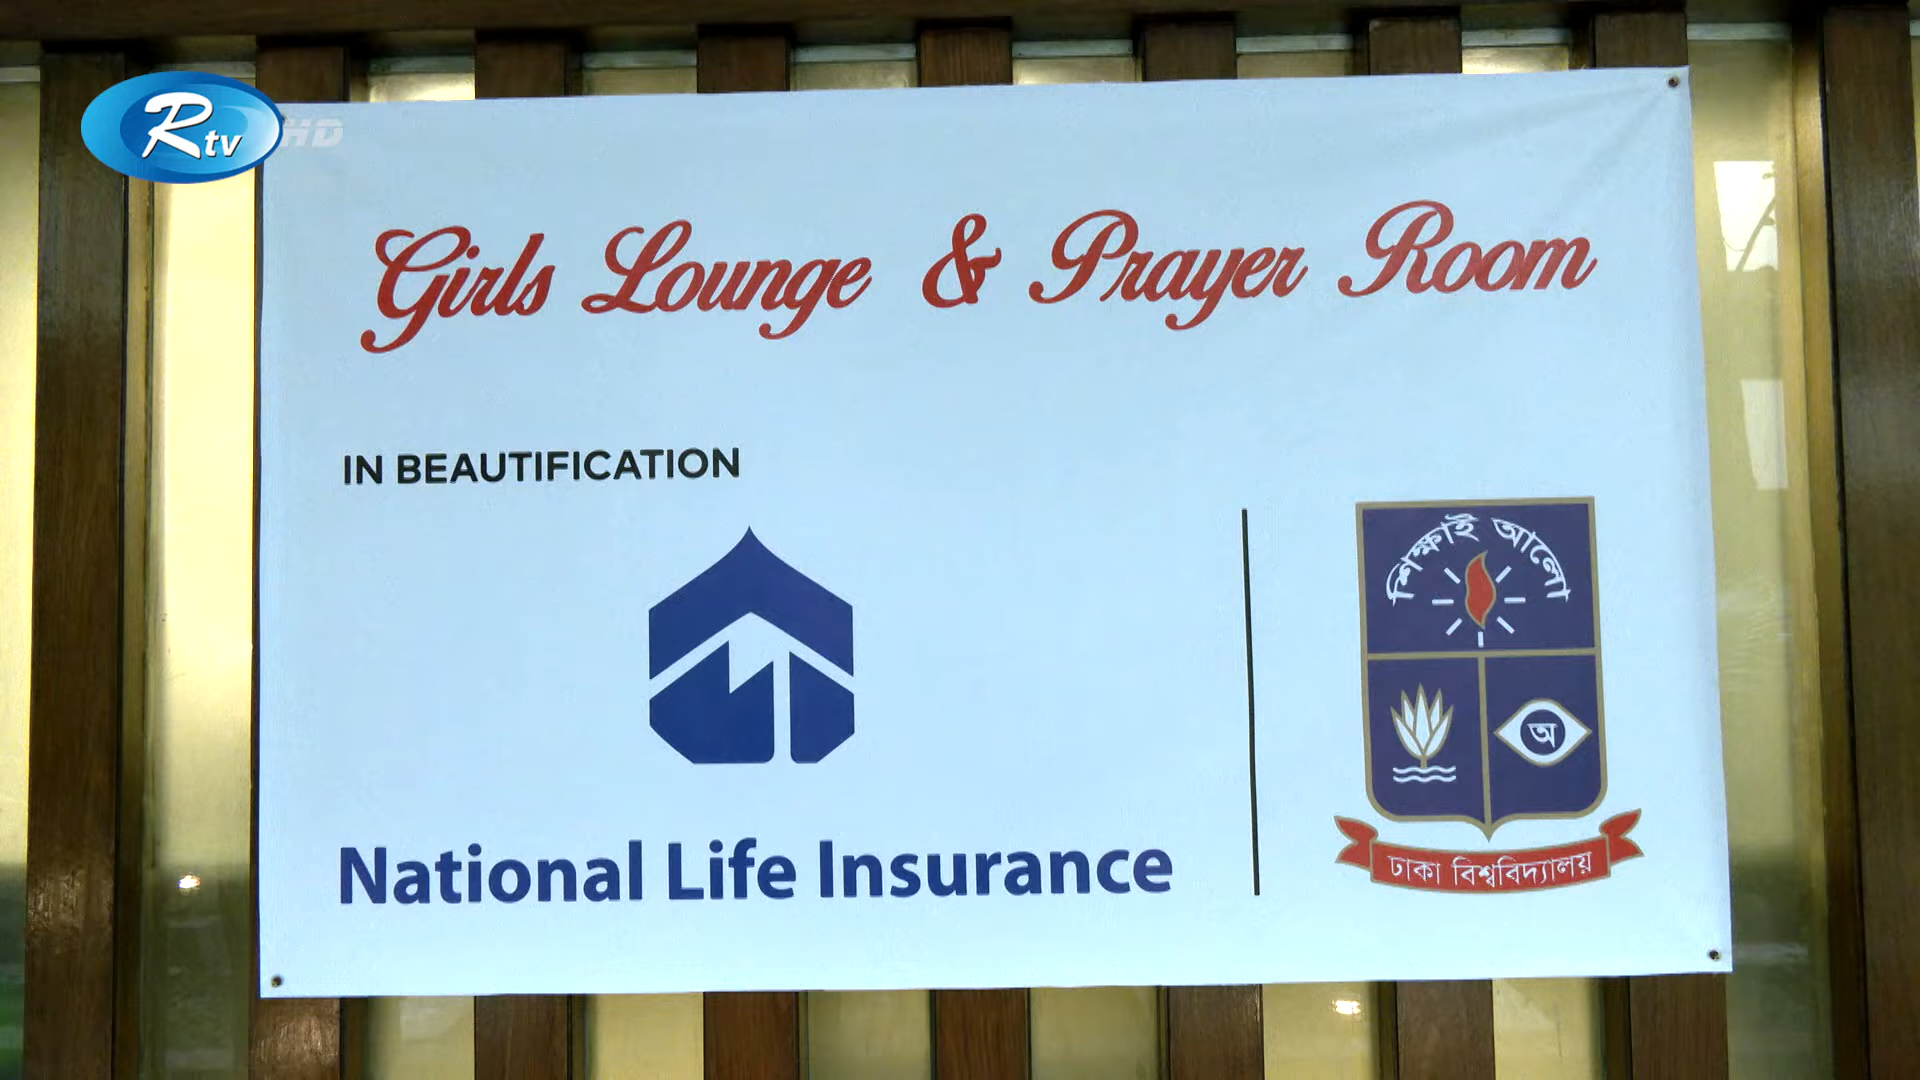 Rtv HD
Girls Lounge & Prayer Room
IN BEAUTIFICATION
National Life Insurance
শিক্ষাই আলো
অ
ঢাকা বিশ্ববিদ্যালয়